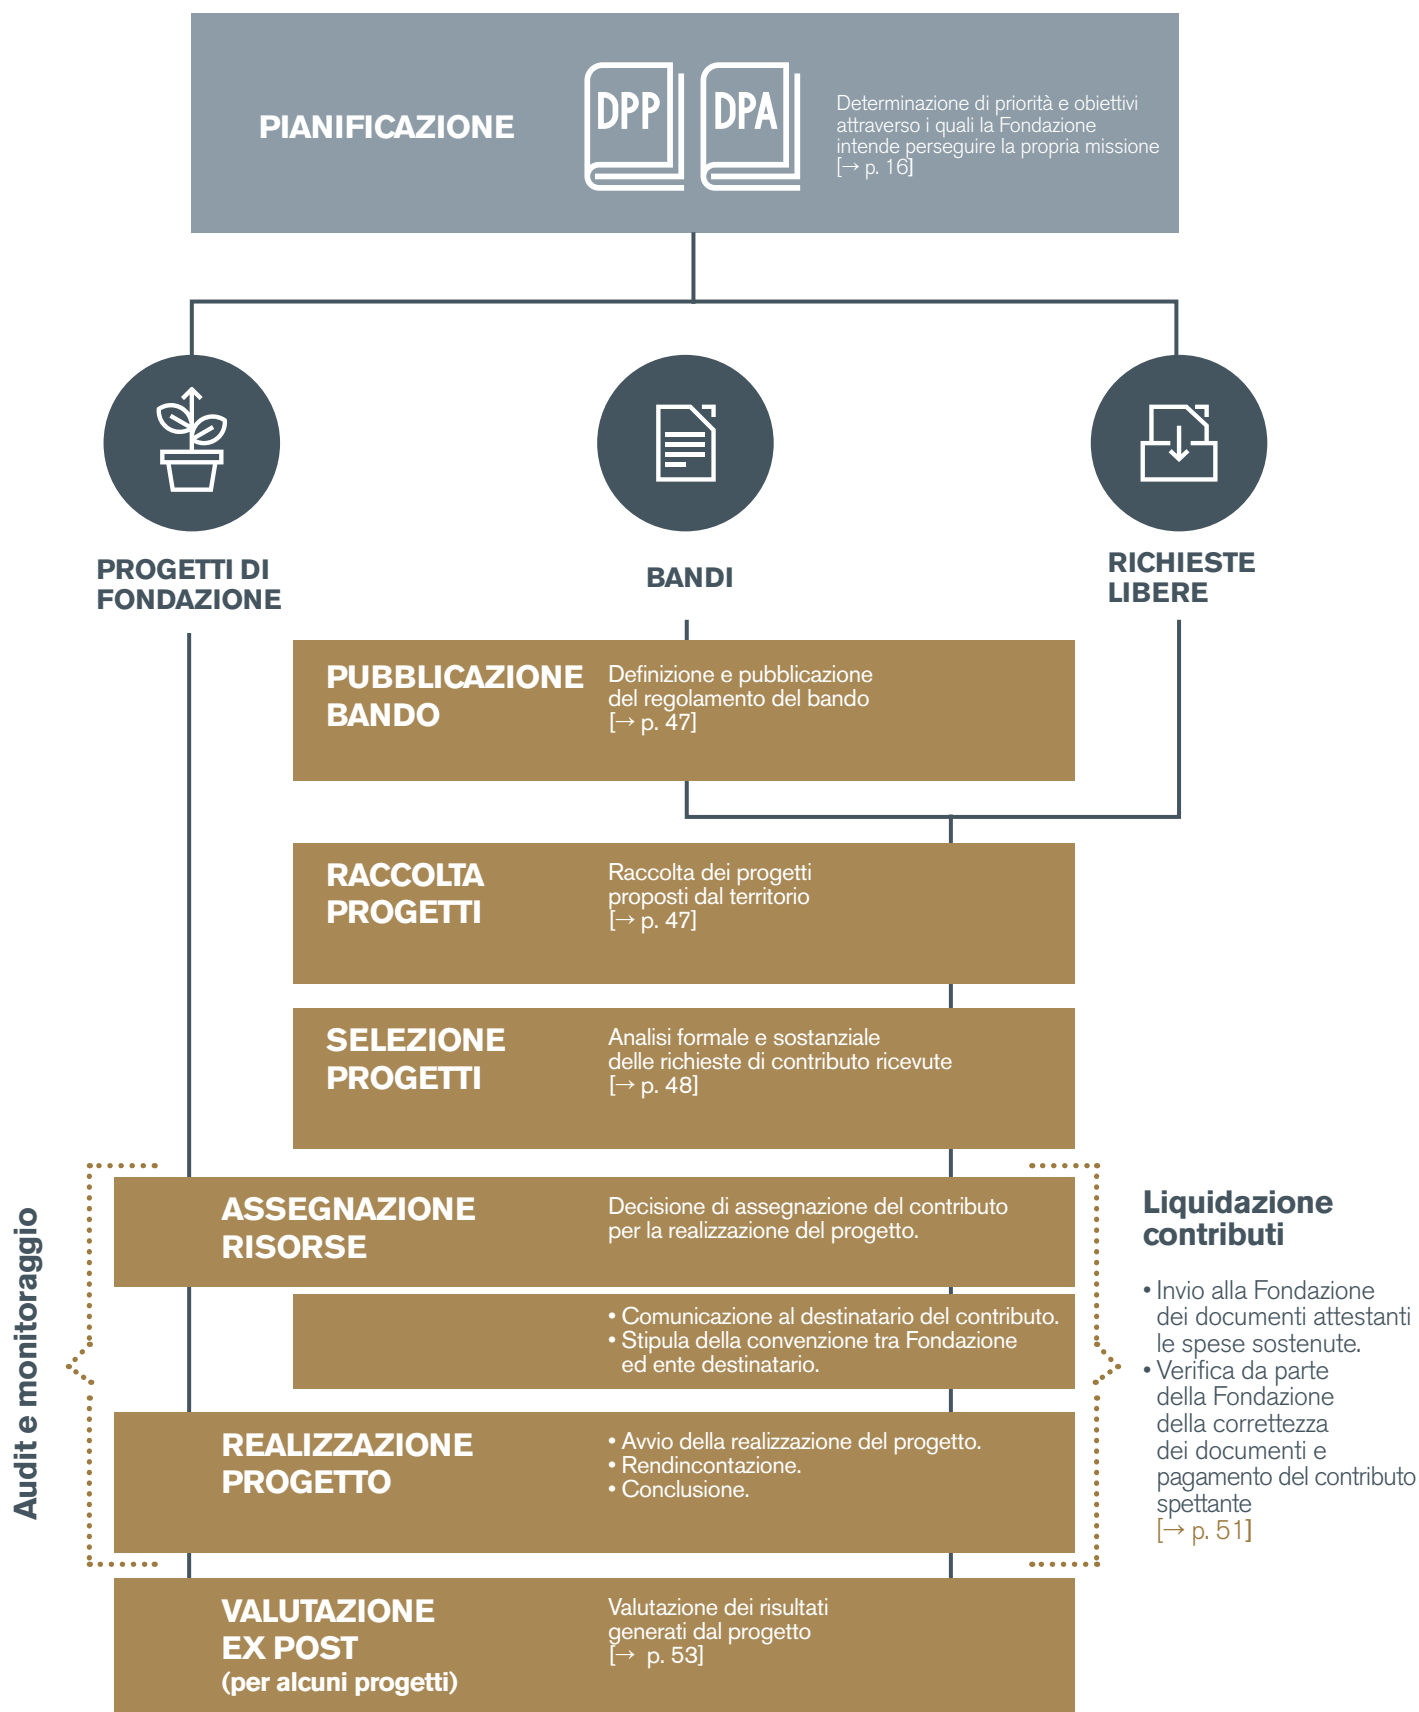 PIANIFICAZIONE
DPP
DPA
Determinazione di priorità e obiettivi
attraverso i quali la Fondazione
intende perseguire la propria missione
[→ p. 16]
PROGETTI DI
FONDAZIONE
BANDI
RICHIESTE
LIBERE
PUBBLICAZIONE
BANDO
Definizione e pubblicazione
del regolamento del bando
[→ p. 47]
RACCOLTA
PROGETTI
Raccolta dei progetti
proposti dal territorio
[→ p. 47]
SELEZIONE
PROGETTI
Analisi formale e sostanziale
delle richieste di contributo ricevute
[→ p. 48]
Audit e monitoraggio
ASSEGNAZIONE
RISORSE
Decisione di assegnazione del contributo
per la realizzazione del progetto.
• Comunicazione al destinatario del contributo.
• Stipula della convenzione tra Fondazione
ed ente destinatario.
REALIZZAZIONE
PROGETTO
• Avvio della realizzazione del progetto.
• Rendincontazione.
• Conclusione.
Liquidazione
contributi
• Invio alla Fondazione
dei documenti attestanti
le spese sostenute.
• Verifica da parte
della Fondazione
della correttezza
dei documenti e
pagamento del contributo
spettante
[→ p. 51]
VALUTAZIONE
EX POST
(per alcuni progetti)
Valutazione dei risultati
generati dal progetto
[→ p. 53]